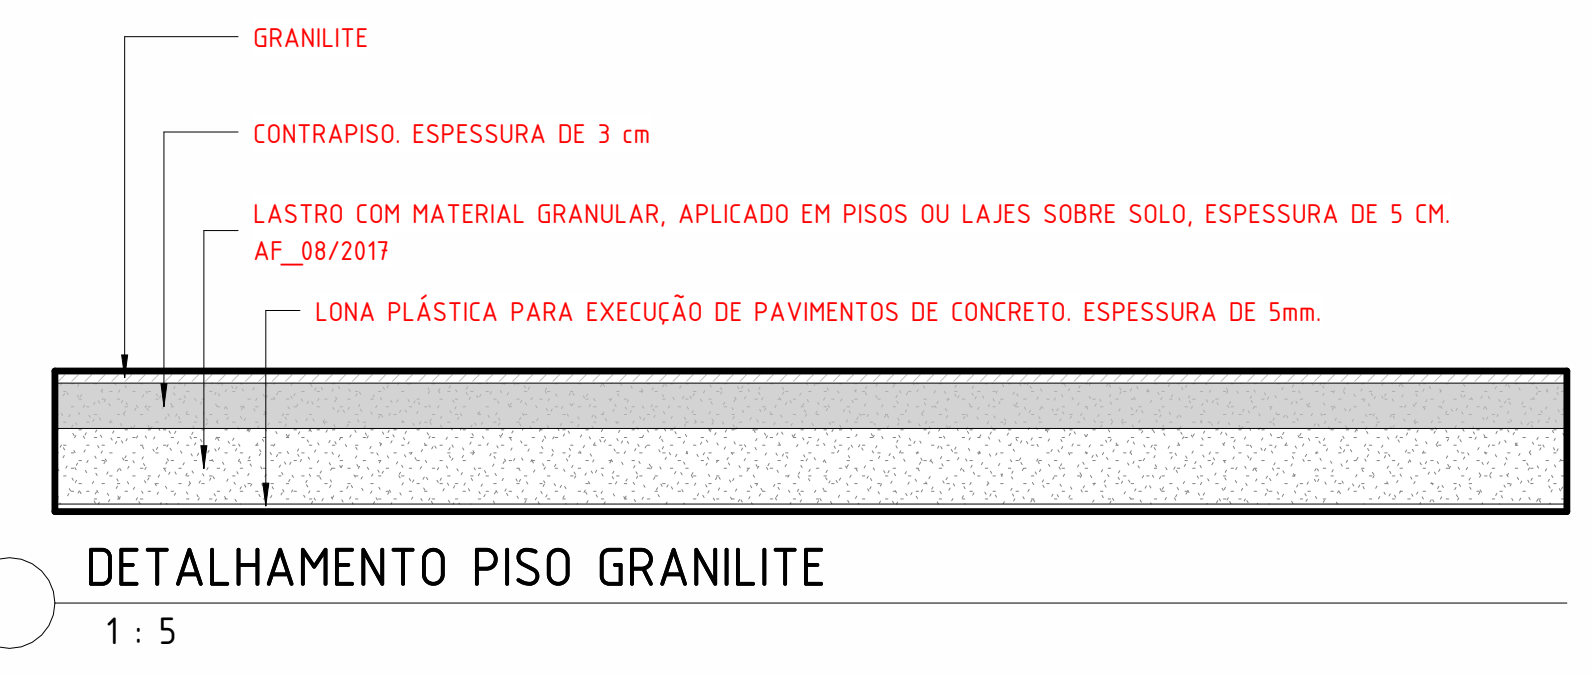 GRANILITE
CONTRAPISO. ESPESSURA DE 3 cm
LASTRO COM MATERIAL GRANULAR, APLICADO EM PISOS OU LAJES SOBRE SOLO, ESPESSURA DE 5 CM.
AF_08/2017
LONA PLÁSTICA PARA EXECUÇÃO DE PAVIMENTOS DE CONCRETO. ESPESSURA DE 5mm.
DETALHAMENTO PISO GRANILITE
1 : 5